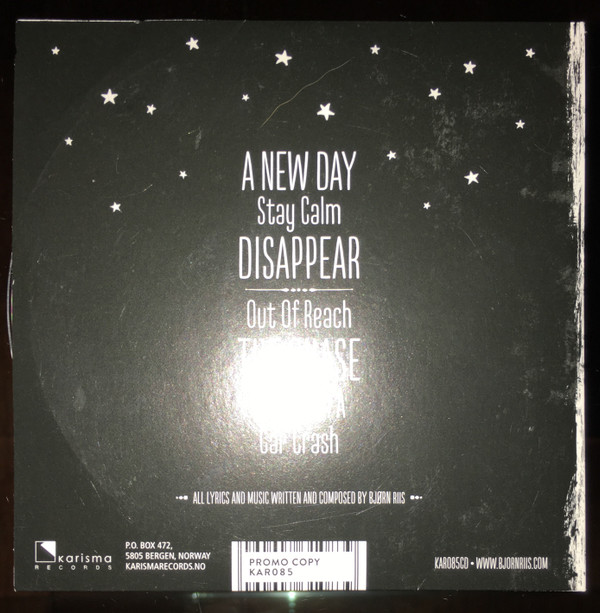 A NEW DAY
Stay Calm
DISAPPEAR
Out Of Reach
Car Crash
ALL LYRICS AND MUSIC WRITTEN AND COMPOSED BY BJØRN RIIS
karisma
RECORDS
P.O. BOX 472,
5805 BERGEN, NORWAY
KARISMARECORDS.NO
PROMO COPY
KAR085
KAR085CD • WWW.BJORNRIIS.COM